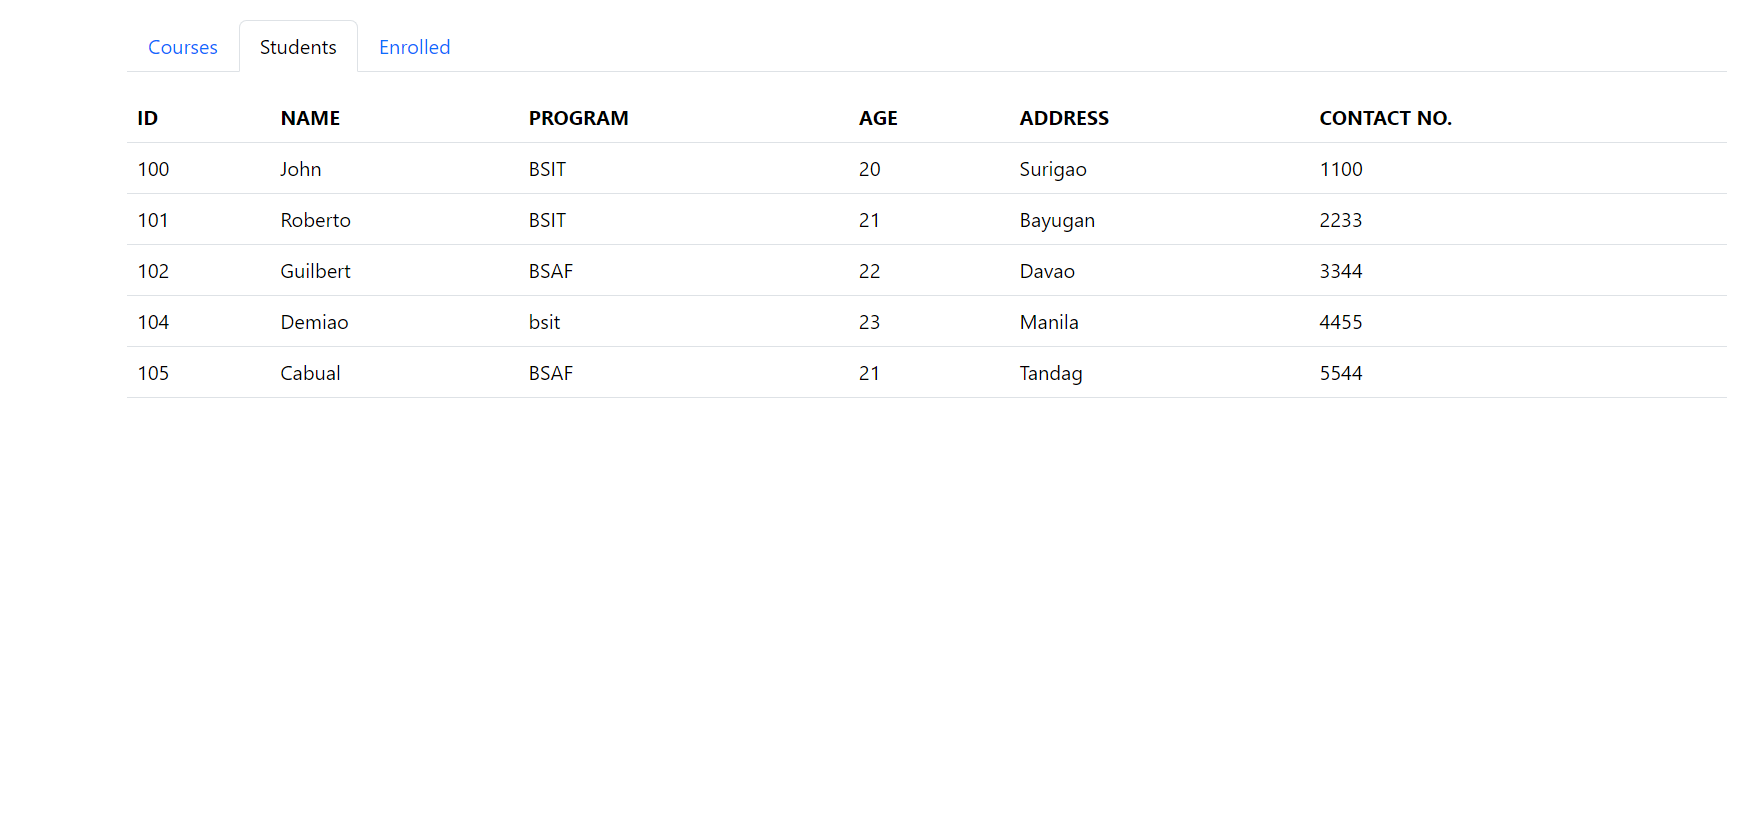 Courses Students Enrolled
ID NAME PROGRAM AGE ADDRESS CONTACT NO.
100 John BSIT 20 Surigao 1100
101 Roberto BSIT 21 Bayugan 2233
102 Guilbert BSAF 22 Davao 3344
104 Demiao bsit 23 Manila 4455
105 Cabual BSAF 21 Tandag 5544